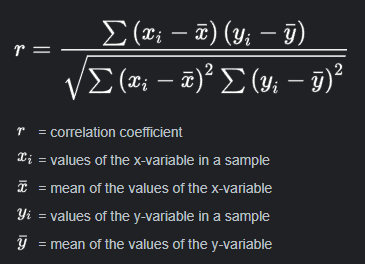 r = ∑ (xᵢ − x̄) (yᵢ − ȳ) / √∑ (xᵢ − x̄)² ∑ (yᵢ − ȳ)²
r = correlation coefficient
xᵢ = values of the x-variable in a sample
x̄ = mean of the values of the x-variable
yᵢ = values of the y-variable in a sample
ȳ = mean of the values of the y-variable